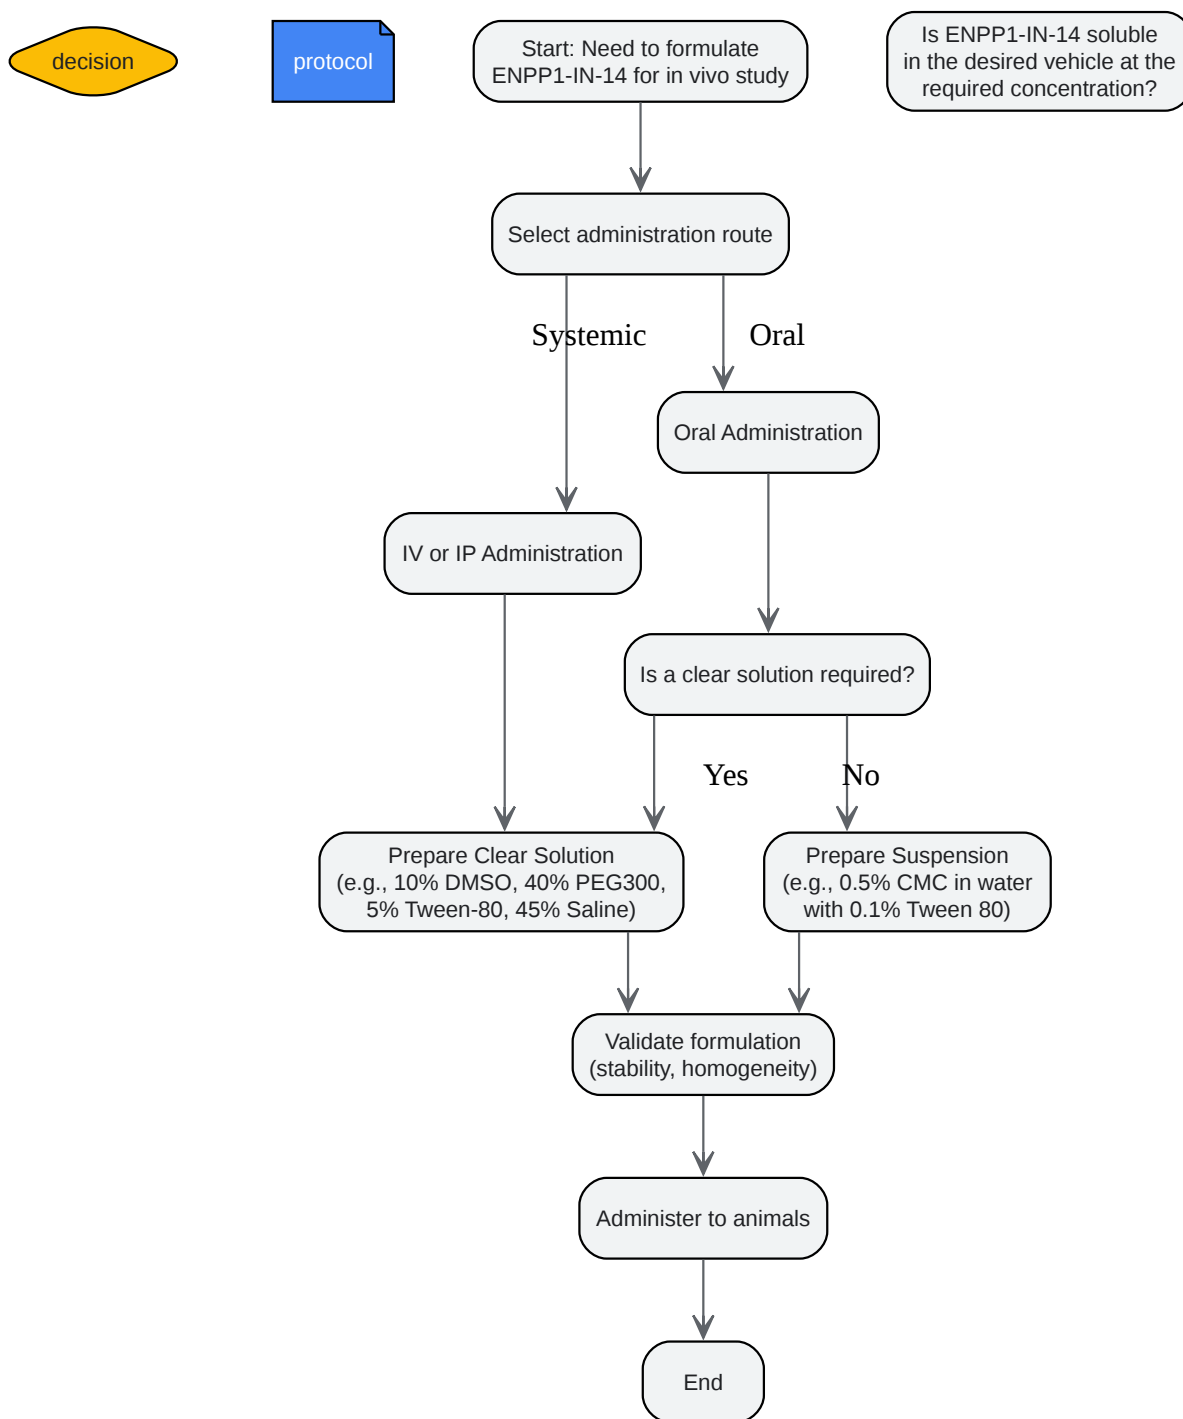 decision
protocol
Start: Need to formulate
ENPP1-IN-14 for in vivo study
Is ENPP1-IN-14 soluble
in the desired vehicle at the
required concentration?
Select administration route
Systemic
Oral
Oral Administration
IV or IP Administration
Is a clear solution required?
Yes
No
Prepare Clear Solution
(e.g., 10% DMSO, 40% PEG300,
5% Tween-80, 45% Saline)
Prepare Suspension
(e.g., 0.5% CMC in water
with 0.1% Tween 80)
Validate formulation
(stability, homogeneity)
Administer to animals
End